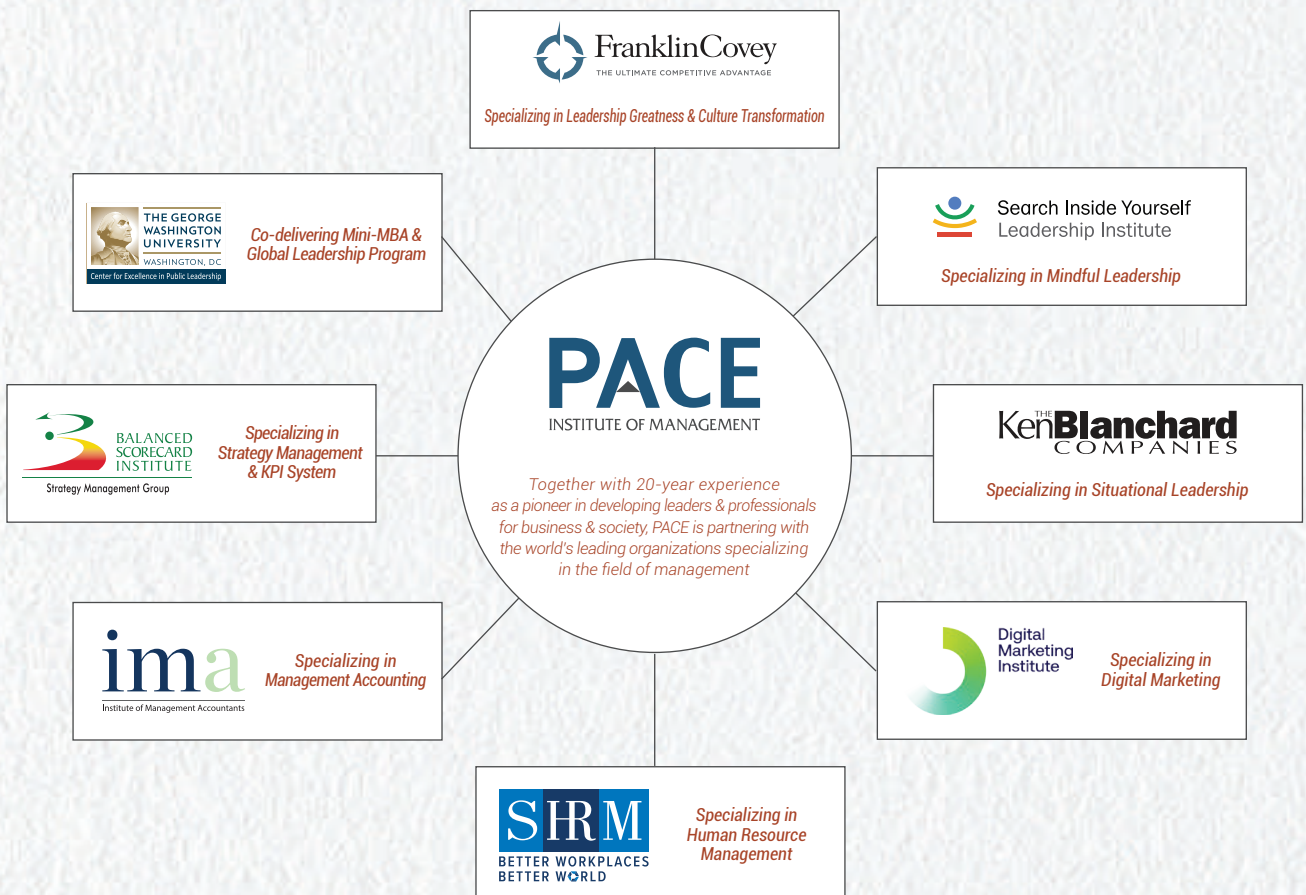 FranklinCovey
THE ULTIMATE COMPETITIVE ADVANTAGE
Specializing in Leadership Greatness & Culture Transformation
THE GEORGE
WASHINGTON
UNIVERSITY
WASHINGTON, DC
Center for Excellence in Public Leadership
Co-delivering Mini-MBA &
Global Leadership Program
Search Inside Yourself
Leadership Institute
Specializing in Mindful Leadership
PACE
INSTITUTE OF MANAGEMENT
Together with 20-year experience
as a pioneer in developing leaders & professionals
for business & society, PACE is partnering with
the world's leading organizations specializing
in the field of management
BALANCED
SCORECARD
INSTITUTE
Strategy Management Group
Specializing in
Strategy Management
& KPI System
THE
KenBlanchard
COMPANIES
Specializing in Situational Leadership
ima
Institute of Management Accountants
Specializing in
Management Accounting
Digital
Marketing
Institute
Specializing in
Digital Marketing
SHRM
BETTER WORKPLACES
BETTER WORLD
Specializing in
Human Resource
Management